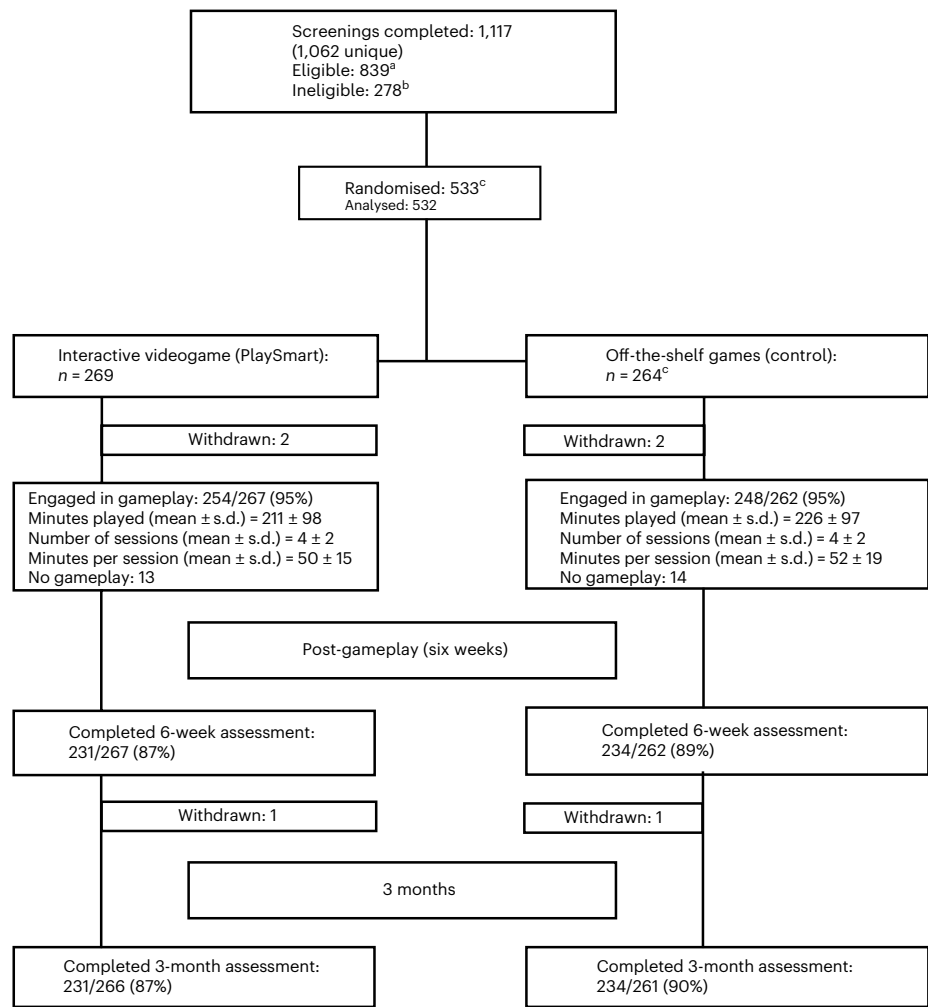 Screenings completed: 1,117
(1,062 unique)
Eligible: 839ᵃ
Ineligible: 278ᵇ
Randomised: 533ᶜ
Analysed: 532
Interactive videogame (PlaySmart):
n = 269
Off-the-shelf games (control):
n = 264ᶜ
Withdrawn: 2
Withdrawn: 2
Engaged in gameplay: 254/267 (95%)
Minutes played (mean ± s.d.) = 211 ± 98
Number of sessions (mean ± s.d.) = 4 ± 2
Minutes per session (mean ± s.d.) = 50 ± 15
No gameplay: 13
Engaged in gameplay: 248/262 (95%)
Minutes played (mean ± s.d.) = 226 ± 97
Number of sessions (mean ± s.d.) = 4 ± 2
Minutes per session (mean ± s.d.) = 52 ± 19
No gameplay: 14
Post-gameplay (six weeks)
Completed 6-week assessment:
231/267 (87%)
Completed 6-week assessment:
234/262 (89%)
Withdrawn: 1
Withdrawn: 1
3 months
Completed 3-month assessment:
231/266 (87%)
Completed 3-month assessment:
234/261 (90%)